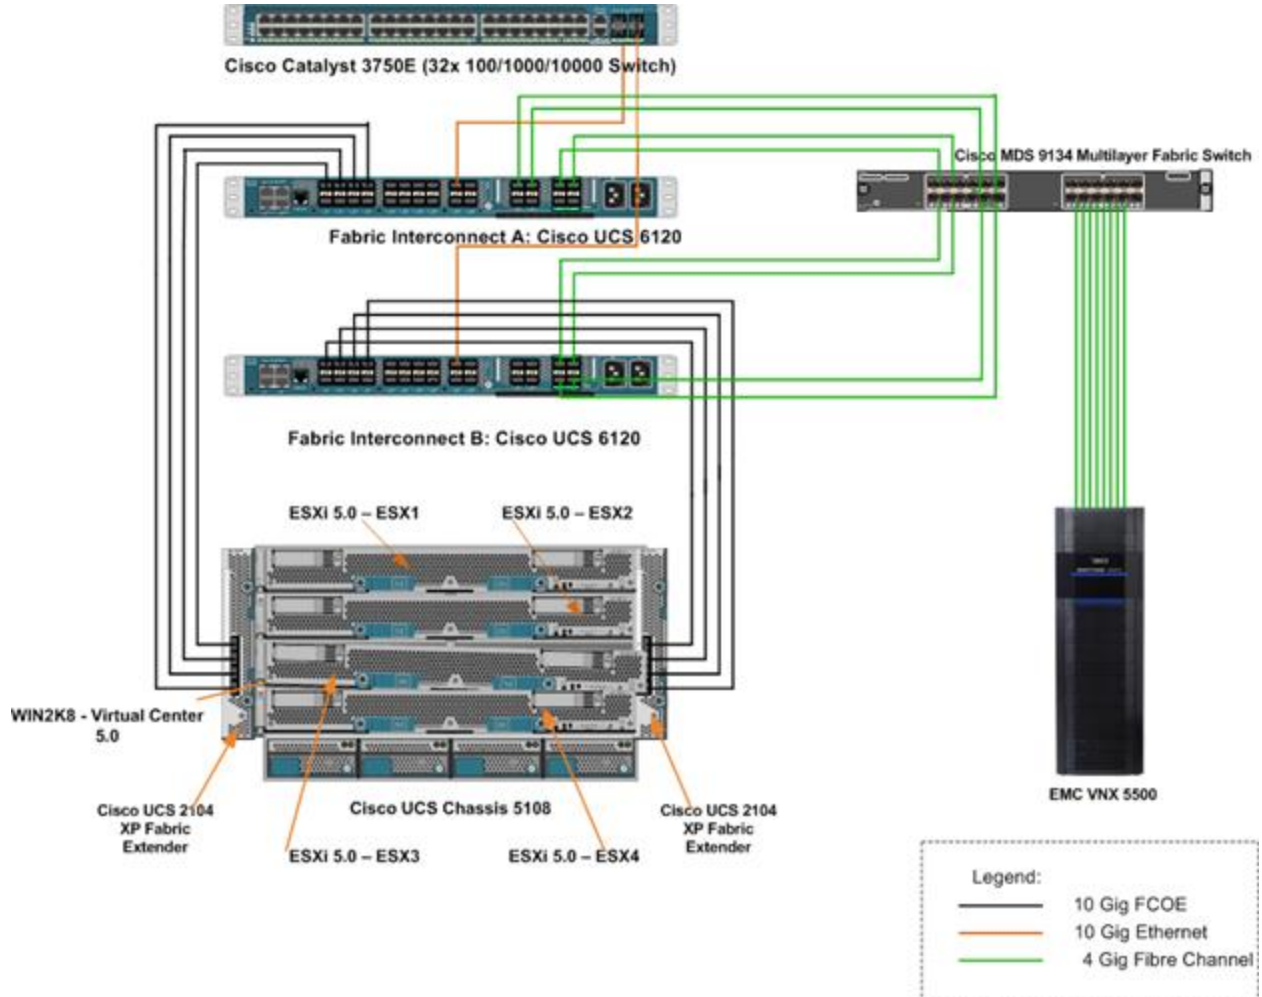 Cisco Catalyst 3750E (32x 100/1000/10000 Switch)
Cisco MDS 9134 Multilayer Fabric Switch
Fabric Interconnect A: Cisco UCS 6120
Fabric Interconnect B: Cisco UCS 6120
ESXi 5.0 – ESX1
ESXi 5.0 – ESX2
WIN2K8 - Virtual Center
5.0
Cisco UCS 2104
XP Fabric
Extender
Cisco UCS Chassis 5108
Cisco UCS 2104
XP Fabric
Extender
ESXi 5.0 – ESX3
ESXi 5.0 – ESX4
EMC VNX 5500
Legend:
10 Gig FCOE
10 Gig Ethernet
4 Gig Fibre Channel